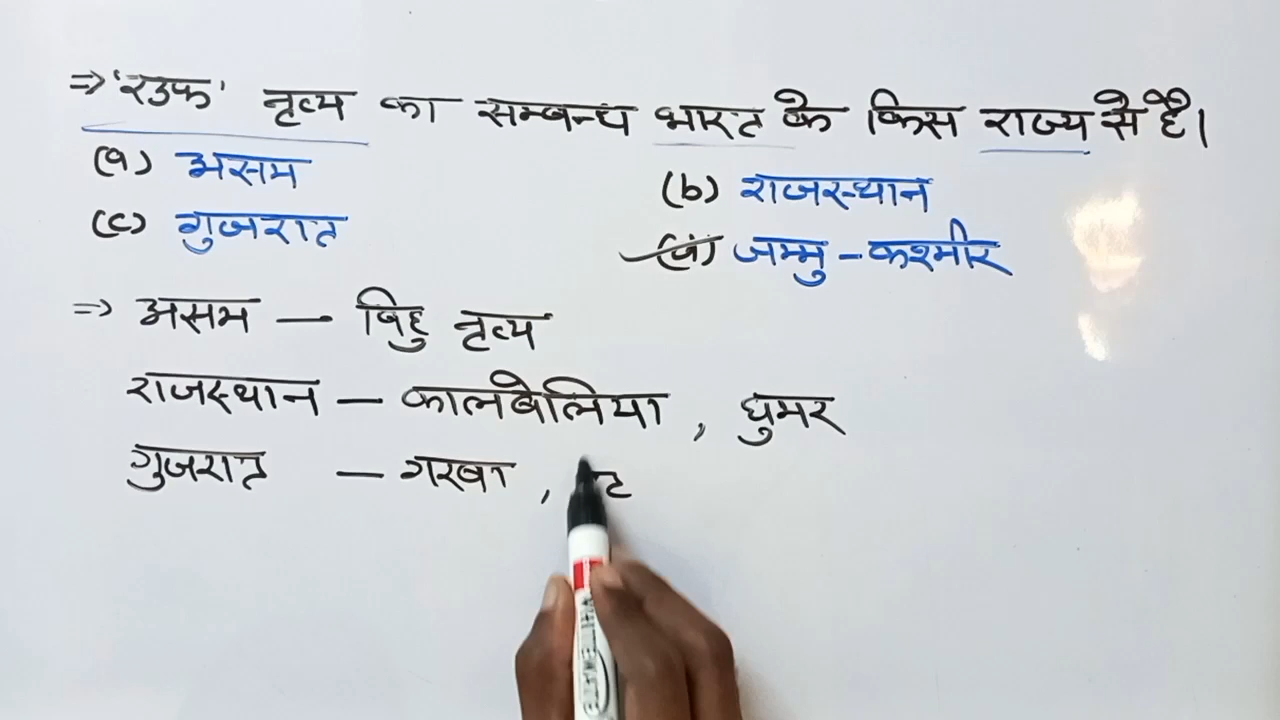 ⇒ 'रउफ' नृत्य का सम्बन्ध भारत के किस राज्य से है।
(a) असम
(b) राजस्थान
(c) गुजरात
(d) जम्मु - कश्मीर
⇒ असम — बिहु नृत्य
राजस्थान — कालबेलिया, घुमर
गुजरात — गरबा,